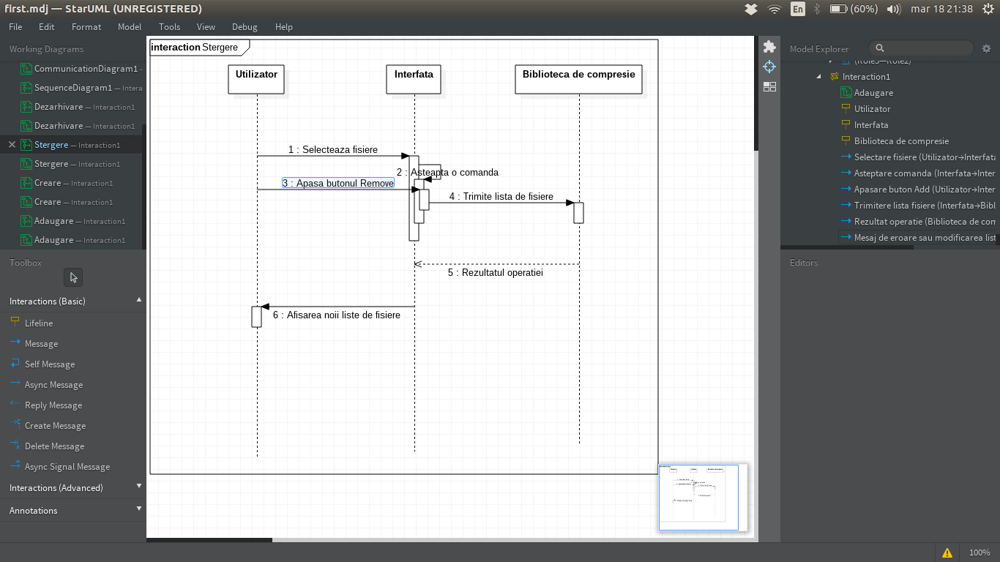 first.mdj — StarUML (UNREGISTERED)
En
(60%)
mar 18 21:38
File Edit Format Model Tools View Debug Help
Working Diagrams
CommunicationDiagram1 -
SequenceDiagram1 — Intera
Dezarhivare — Interaction1
Dezarhivare — Interaction1
Stergere — Interaction1
Stergere — Interaction1
Creare — Interaction1
Creare — Interaction1
Adaugare — Interaction1
Adaugare — Interaction1
Toolbox
Interactions (Basic)
Lifeline
Message
Self Message
Async Message
Reply Message
Create Message
Delete Message
Async Signal Message
Interactions (Advanced)
Annotations
interaction Stergere
Utilizator
Interfata
Biblioteca de compresie
1 : Selecteaza fisiere
2 : Asteapta o comanda
3 : Apasa butonul Remove
4 : Trimite lista de fisiere
5 : Rezultatul operatiei
6 : Afisarea noii liste de fisiere
Model Explorer
(Role3—Role2)
Interaction1
Adaugare
Utilizator
Interfata
Biblioteca de compresie
Selectare fisiere (Utilizator→Interfata
Asteptare comanda (Interfata→Inter
Apasare buton Add (Utilizator→Inter
Trimitere lista fisiere (Interfata→Bibl
Rezultat operatie (Biblioteca de com
Mesaj de eroare sau modificarea list
Editors
100%